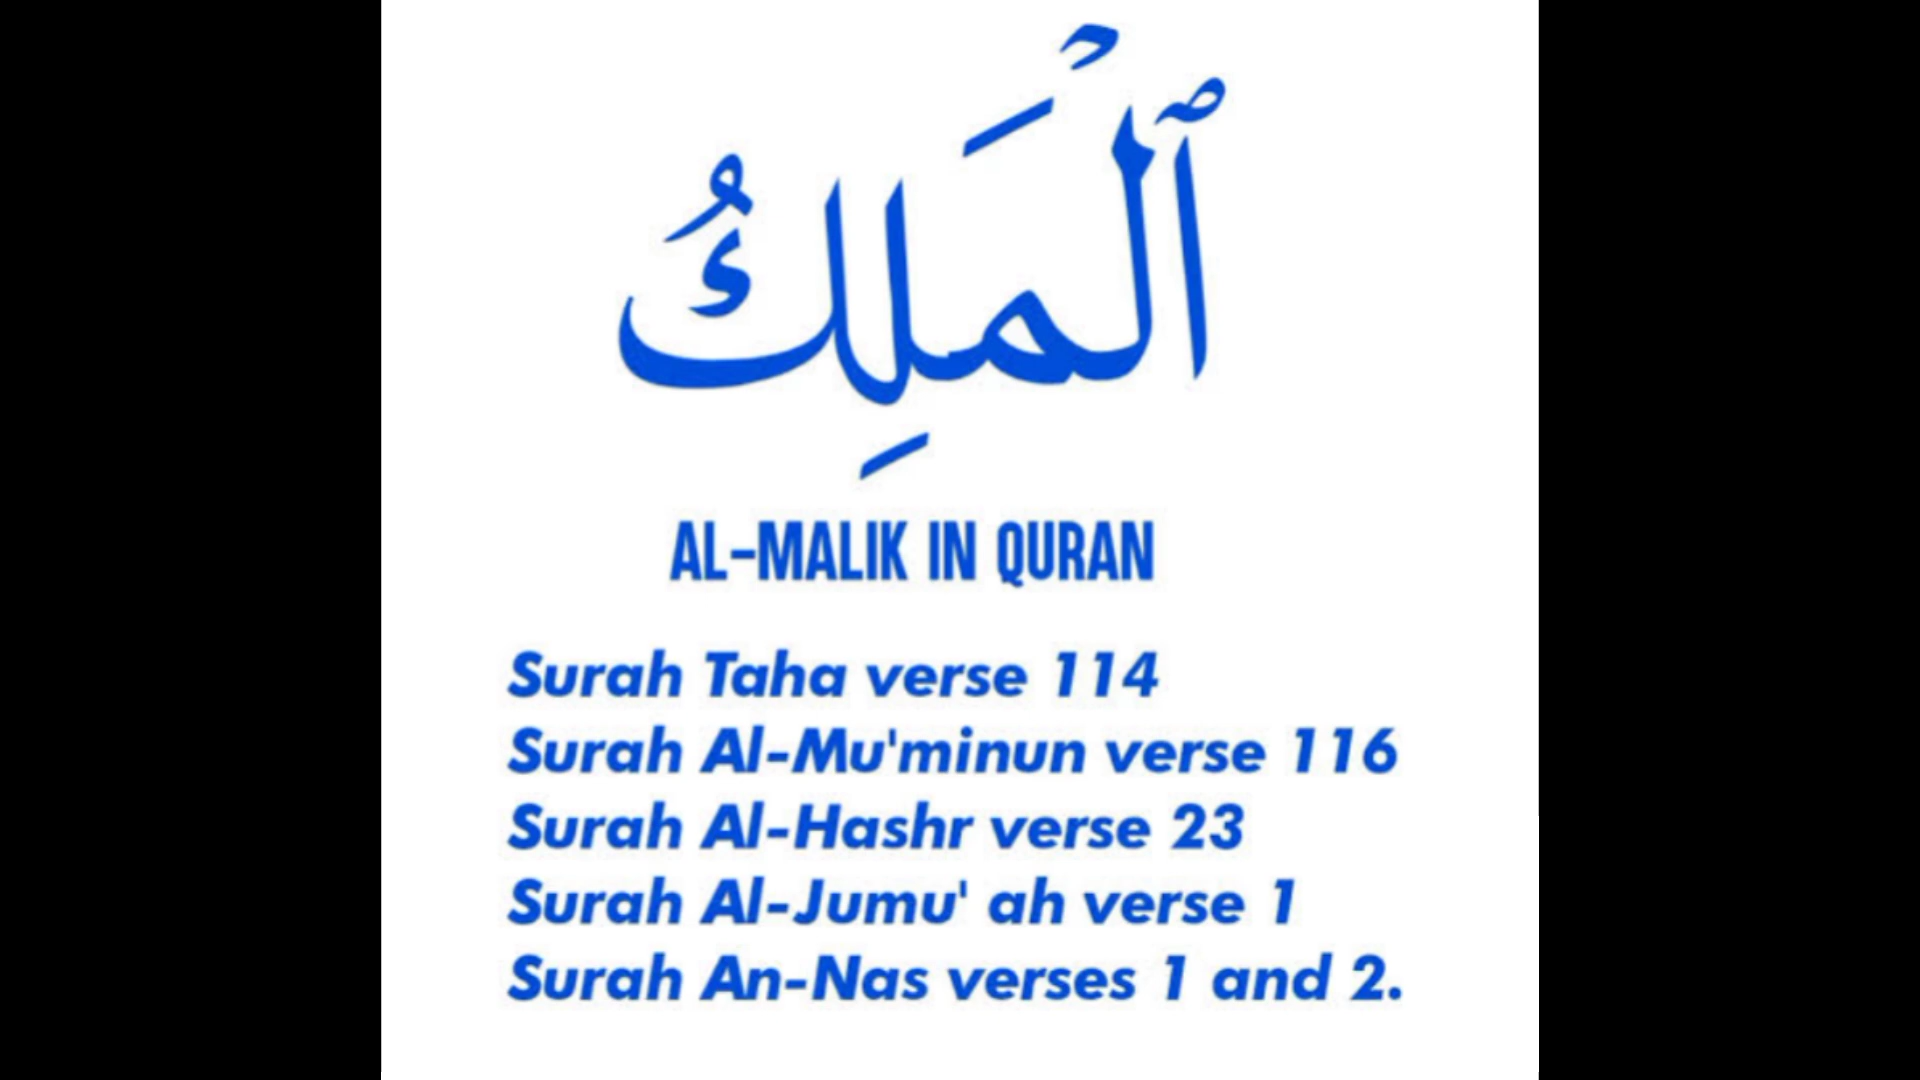 ٱلْمَلِكُ
AL-MALIK IN QURAN
Surah Taha verse 114
Surah Al-Mu'minun verse 116
Surah Al-Hashr verse 23
Surah Al-Jumu' ah verse 1
Surah An-Nas verses 1 and 2.